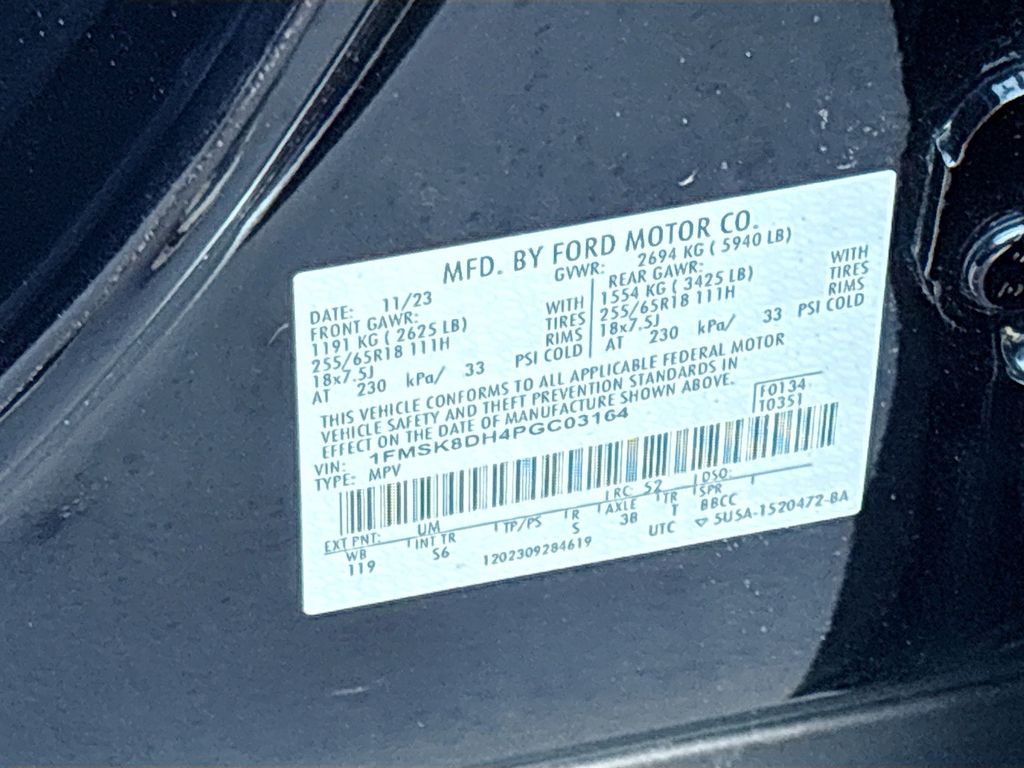 MFD. BY FORD MOTOR CO.
DATE: 11/23 GVWR: 2694 KG ( 5940 LB)
FRONT GAWR: WITH
1191 KG ( 2625 LB) TIRES
255/65R18 111H RIMS
18x7.5J
AT 230 kPa/ 33 PSI COLD
REAR GAWR: WITH
1554 KG ( 3425 LB) TIRES
255/65R18 111H RIMS
18x7.5J
AT 230 kPa/ 33 PSI COLD
THIS VEHICLE CONFORMS TO ALL APPLICABLE FEDERAL MOTOR
VEHICLE SAFETY AND THEFT PREVENTION STANDARDS IN
EFFECT ON THE DATE OF MANUFACTURE SHOWN ABOVE.
VIN: 1FMSK8DH4PGC03164
TYPE: MPV
F0134
T0351
EXT PNT: UM RC: 52 DSO:
WB INT TR TP/PS R AXLE TR SPR
119 S6 S 3B T BBCC
1202309284619 UTC ▽ 5USA-1520472-BA